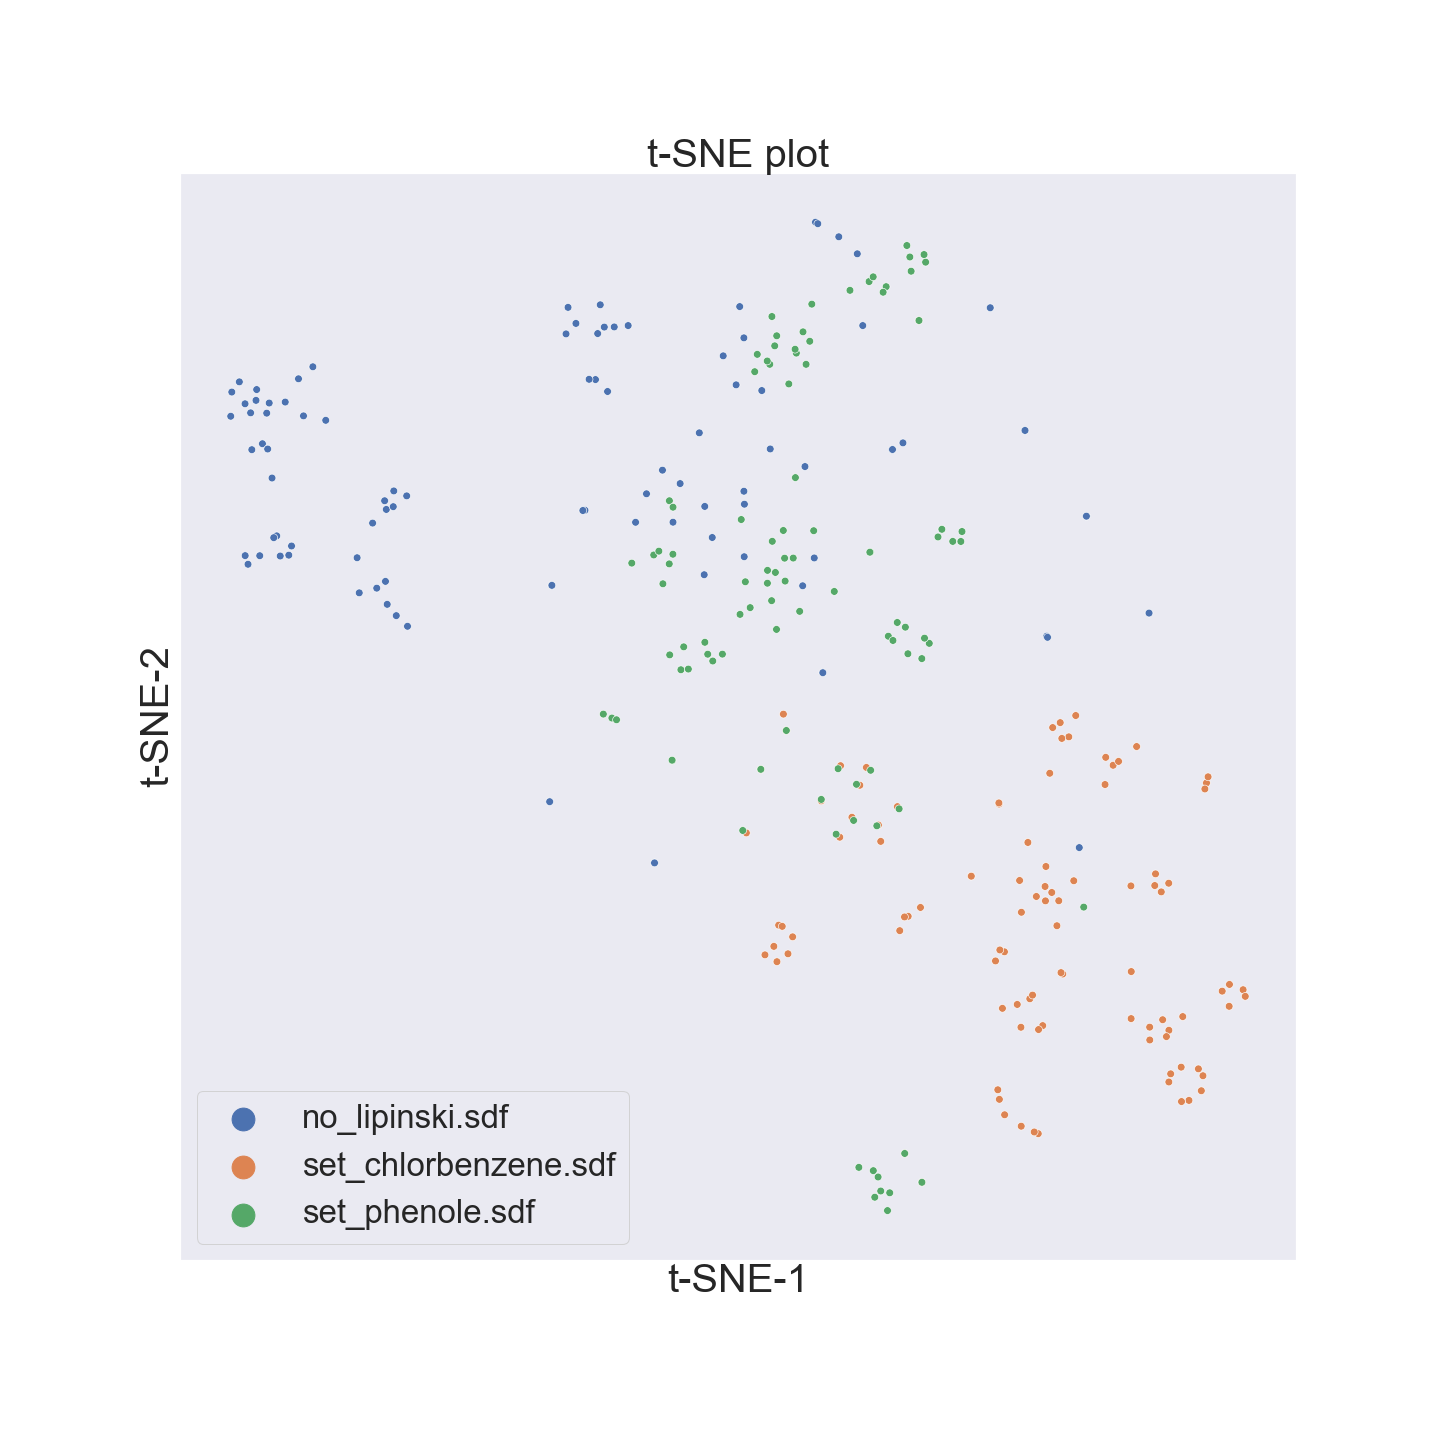 t-SNE plot
t-SNE-2
no_lipinski.sdf
set_chlorbenzene.sdf
set_phenole.sdf
t-SNE-1